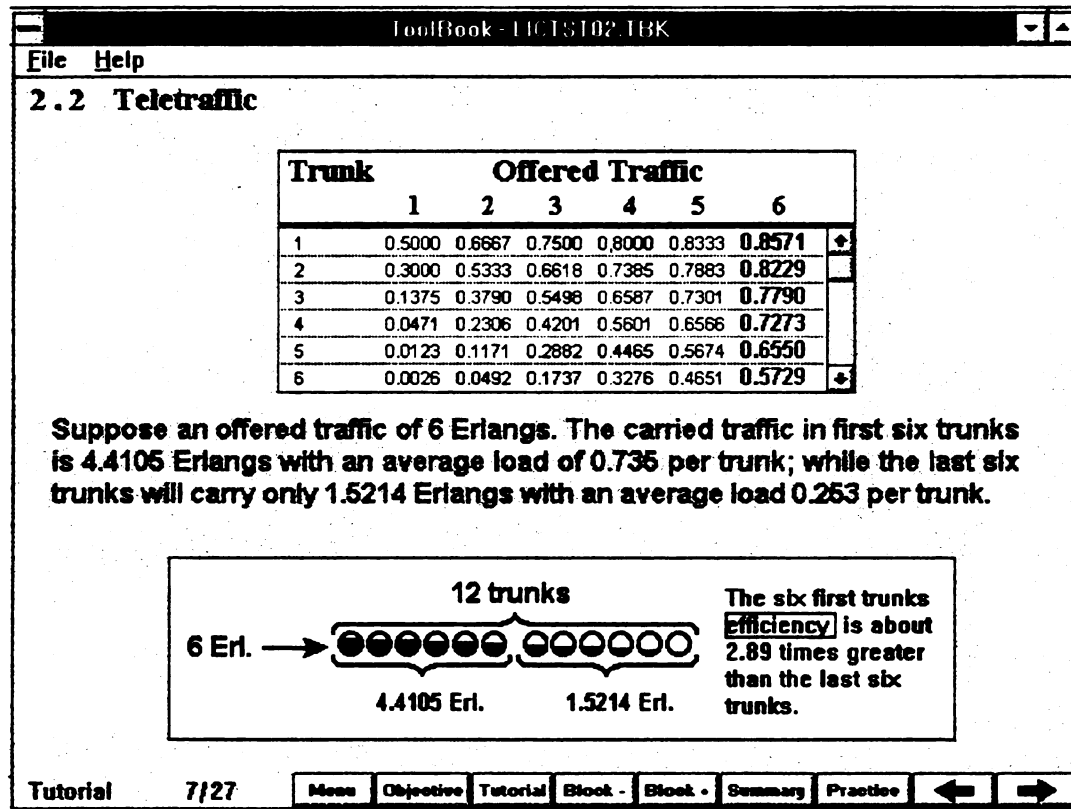 ToolBook - LICTST02.TBK
File Help
2.2 Teletraffic
Trunk Offered Traffic
1 2 3 4 5 6
1 0.5000 0.6667 0.7500 0.8000 0.8333 0.8571
2 0.3000 0.5333 0.6618 0.7385 0.7883 0.8229
3 0.1375 0.3790 0.5498 0.6587 0.7301 0.7790
4 0.0471 0.2306 0.4201 0.5601 0.6566 0.7273
5 0.0123 0.1171 0.2882 0.4465 0.5674 0.6550
6 0.0026 0.0492 0.1737 0.3276 0.4651 0.5729
Suppose an offered traffic of 6 Erlangs. The carried traffic in first six trunks
is 4.4105 Erlangs with an average load of 0.735 per trunk; while the last six
trunks will carry only 1.5214 Erlangs with an average load 0.253 per trunk.
12 trunks
6 Erl.
4.4105 Erl. 1.5214 Erl.
The six first trunks
efficiency is about
2.89 times greater
than the last six
trunks.
Tutorial 7/27 Menu Objective Tutorial Block - Block + Summary Practice